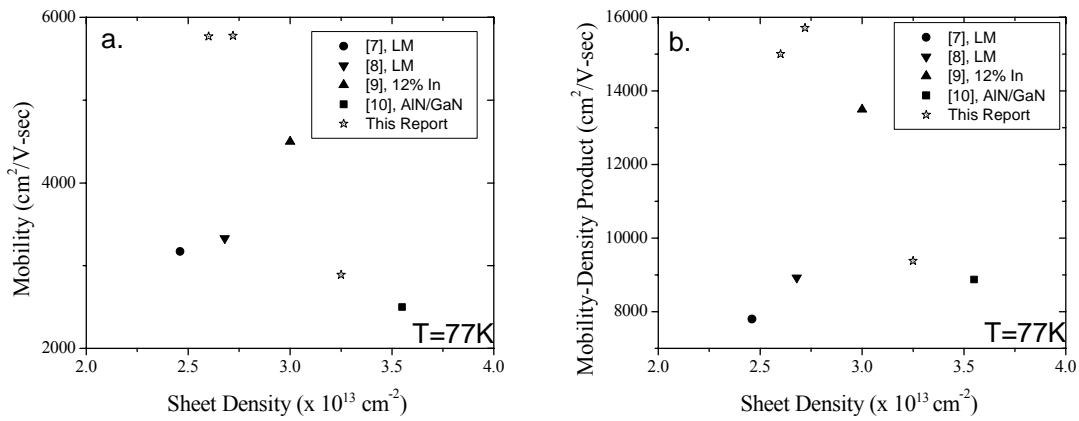 a.
[7], LM
[8], LM
[9], 12% In
[10], AlN/GaN
This Report
6000
4000
2000
Mobility (cm²/V-sec)
T=77K
2.0 2.5 3.0 3.5 4.0
Sheet Density (x 10¹³ cm⁻²)
b.
[7], LM
[8], LM
[9], 12% In
[10], AlN/GaN
This Report
16000
14000
12000
10000
8000
Mobility-Density Product (cm²/V-sec)
T=77K
2.0 2.5 3.0 3.5 4.0
Sheet Density (x 10¹³ cm⁻²)